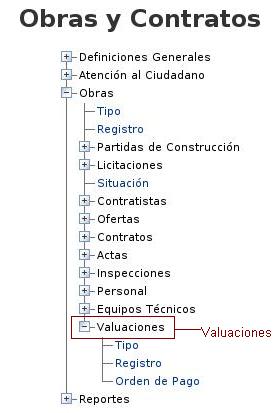 Obras y Contratos
Definiciones Generales
Atención al Ciudadano
Obras
Tipo
Registro
Partidas de Construcción
Licitaciones
Situación
Contratistas
Ofertas
Contratos
Actas
Inspecciones
Personal
Equipos Técnicos
Valuaciones
Valuaciones
Tipo
Registro
Orden de Pago
Reportes